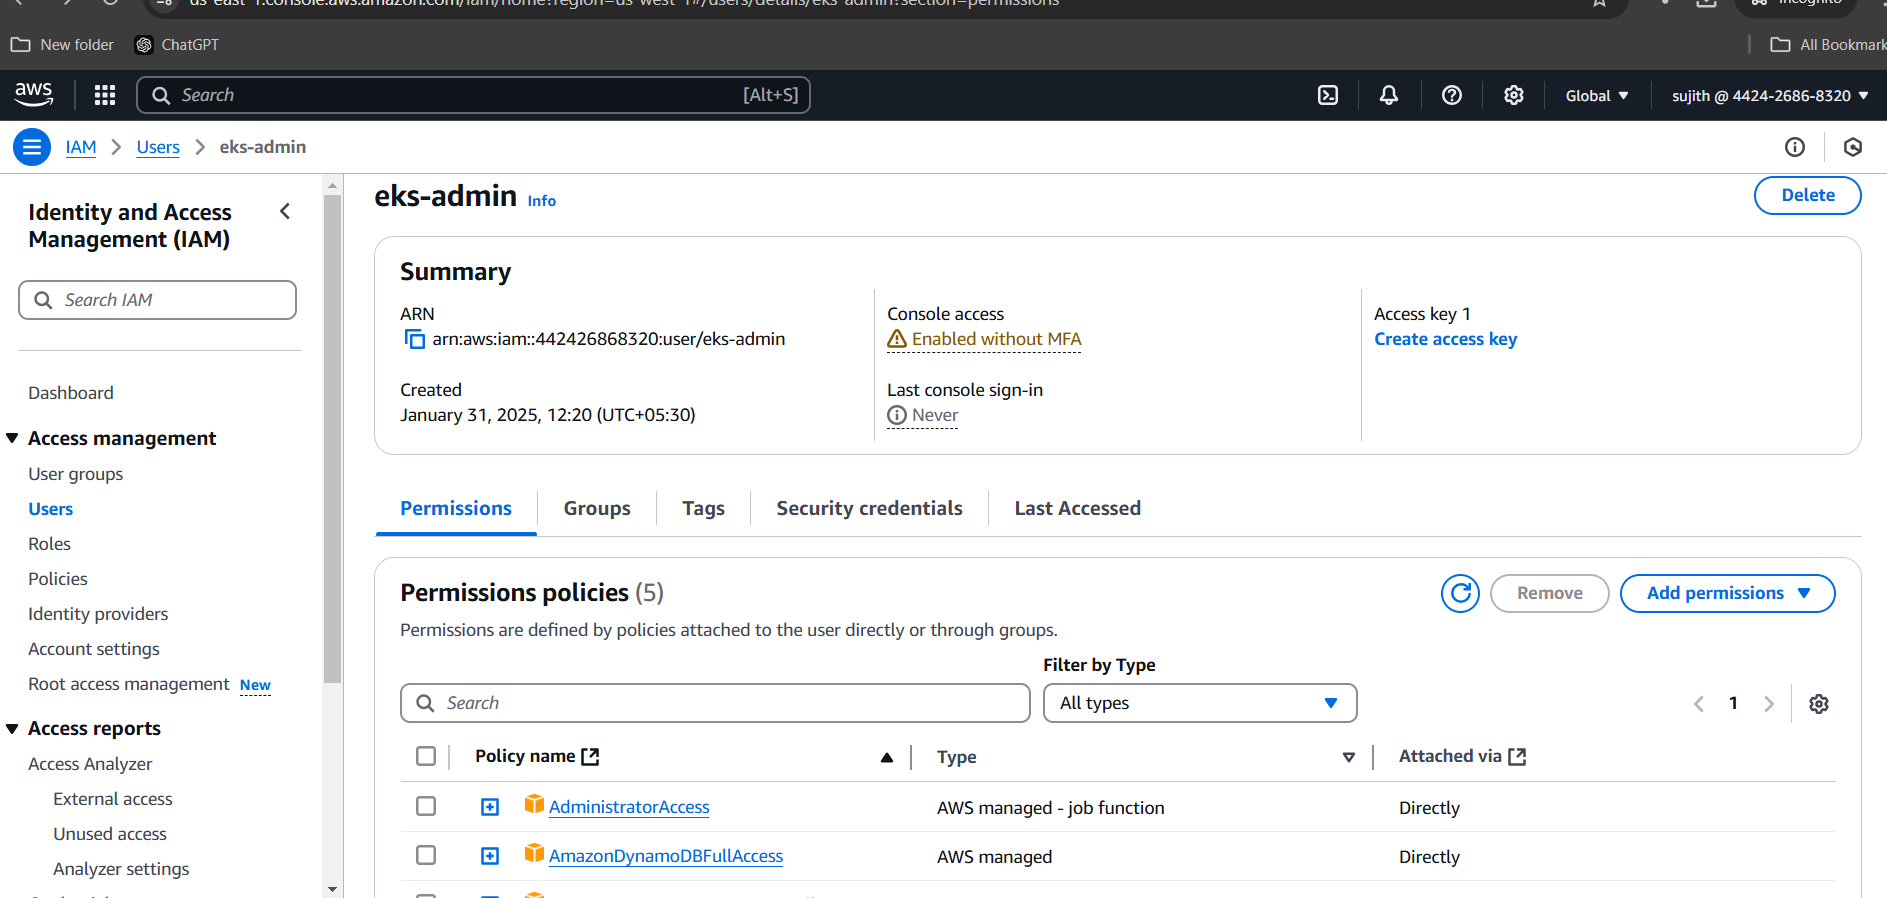 us-east-1.console.aws.amazon.com/iam/home?region=us-west-1#/users/details/eks-admin?section=permissions
Incognito
New folder
ChatGPT
All Bookmark
aws
Search
[Alt+S]
Global
sujith @ 4424-2686-8320
IAM
Users
eks-admin
Identity and Access
Management (IAM)
Search IAM
Dashboard
Access management
User groups
Users
Roles
Policies
Identity providers
Account settings
Root access management New
Access reports
Access Analyzer
External access
Unused access
Analyzer settings
eks-admin Info
Delete
Summary
ARN
arn:aws:iam::442426868320:user/eks-admin
Created
January 31, 2025, 12:20 (UTC+05:30)
Console access
Enabled without MFA
Last console sign-in
Never
Access key 1
Create access key
Permissions
Groups
Tags
Security credentials
Last Accessed
Permissions policies (5)
Remove
Add permissions
Permissions are defined by policies attached to the user directly or through groups.
Filter by Type
Search
All types
1
Policy name
Type
Attached via
AdministratorAccess
AWS managed - job function
Directly
AmazonDynamoDBFullAccess
AWS managed
Directly